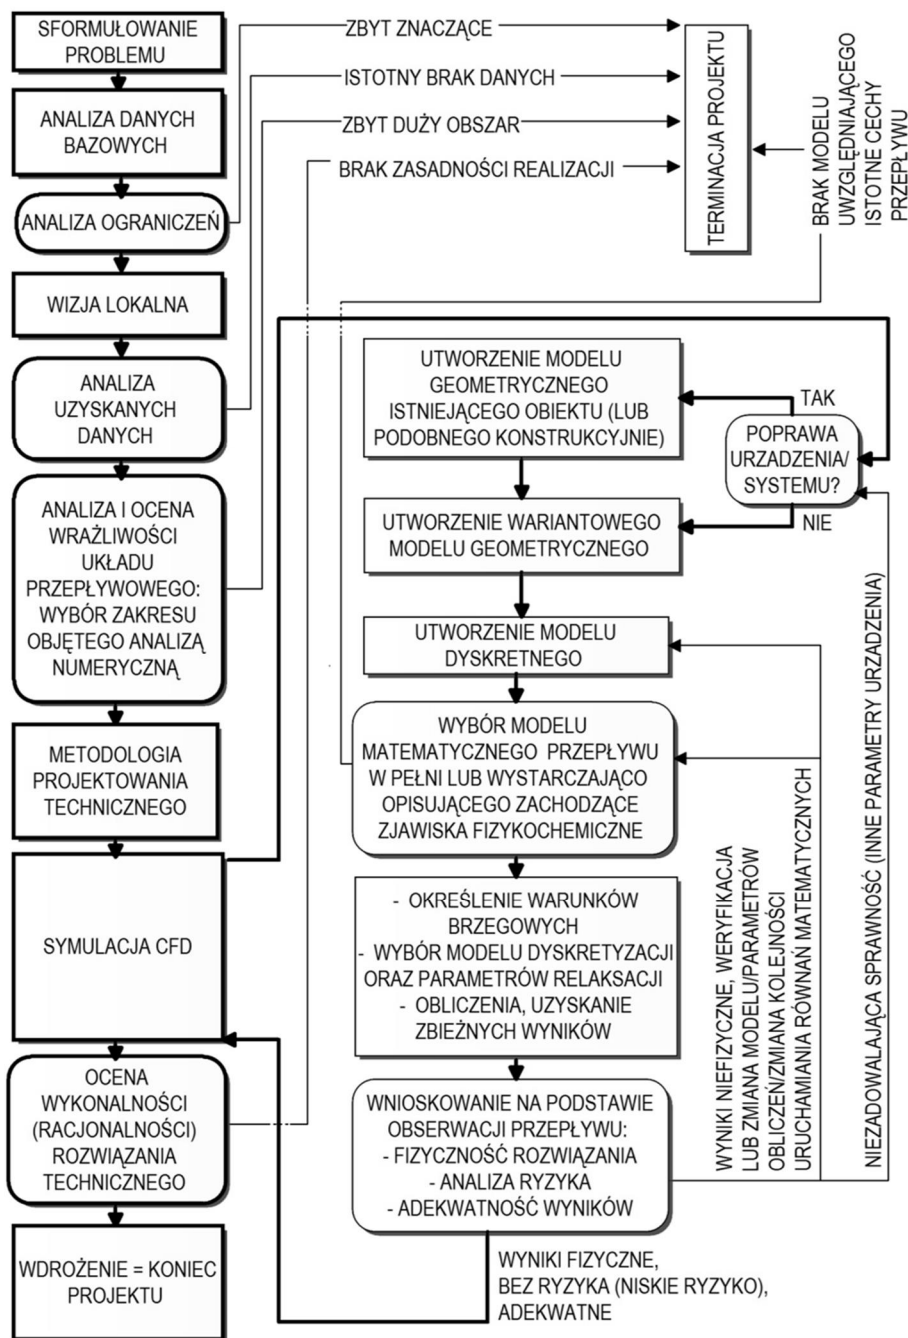 SFORMUŁOWANIE
PROBLEMU
ANALIZA DANYCH
BAZOWYCH
ANALIZA OGRANICZEŃ
WIZJA LOKALNA
ANALIZA
UZYSKANYCH
DANYCH
ANALIZA I OCENA
WRAŻLIWOŚCI
UKŁADU
PRZEPŁYWOWEGO:
WYBÓR ZAKRESU
OBJĘTEGO ANALIZĄ
NUMERYCZNĄ
METODOLOGIA
PROJEKTOWANIA
TECHNICZNEGO
SYMULACJA CFD
OCENA
WYKONALNOŚCI
(RACJONALNOŚCI)
ROZWIĄZANIA
TECHNICZNEGO
WDROŻENIE = KONIEC
PROJEKTU
ZBYT ZNACZĄCE
ISTOTNY BRAK DANYCH
ZBYT DUŻY OBSZAR
BRAK ZASADNOŚCI REALIZACJI
TERMINACJA PROJEKTU
BRAK MODELU
UWZGLĘDNIAJĄCEGO
ISTOTNE CECHY
PRZEPŁYWU
UTWORZENIE MODELU
GEOMETRYCZNEGO
ISTNIEJĄCEGO OBIEKTU (LUB
PODOBNEGO KONSTRUKCYJNIE)
TAK
POPRAWA
URZADZENIA/
SYSTEMU?
NIE
UTWORZENIE WARIANTOWEGO
MODELU GEOMETRYCZNEGO
UTWORZENIE MODELU
DYSKRETNEGO
WYBÓR MODELU
MATEMATYCZNEGO PRZEPŁYWU
W PEŁNI LUB WYSTARCZAJĄCO
OPISUJĄCEGO ZACHODZĄCE
ZJAWISKA FIZYKOCHEMICZNE
- OKREŚLENIE WARUNKÓW
BRZEGOWYCH
- WYBÓR MODELU DYSKRETYZACJI
ORAZ PARAMETRÓW RELAKSACJI
- OBLICZENIA, UZYSKANIE
ZBIEŻNYCH WYNIKÓW
WNIOSKOWANIE NA PODSTAWIE
OBSERWACJI PRZEPŁYWU:
- FIZYCZNOŚĆ ROZWIĄZANIA
- ANALIZA RYZYKA
- ADEKWATNOŚĆ WYNIKÓW
WYNIKI FIZYCZNE,
BEZ RYZYKA (NISKIE RYZYKO),
ADEKWATNE
WYNIKI NIEFIZYCZNE, WERYFIKACJA
LUB ZMIANA MODELU/PARAMETRÓW
OBLICZEŃ/ZMIANA KOLEJNOŚCI
URUCHAMIANIA RÓWNAŃ MATEMATYCZNYCH
NIEZADOWALAJĄCA SPRAWNOŚĆ (INNE PARAMETRY URZĄDZENIA)